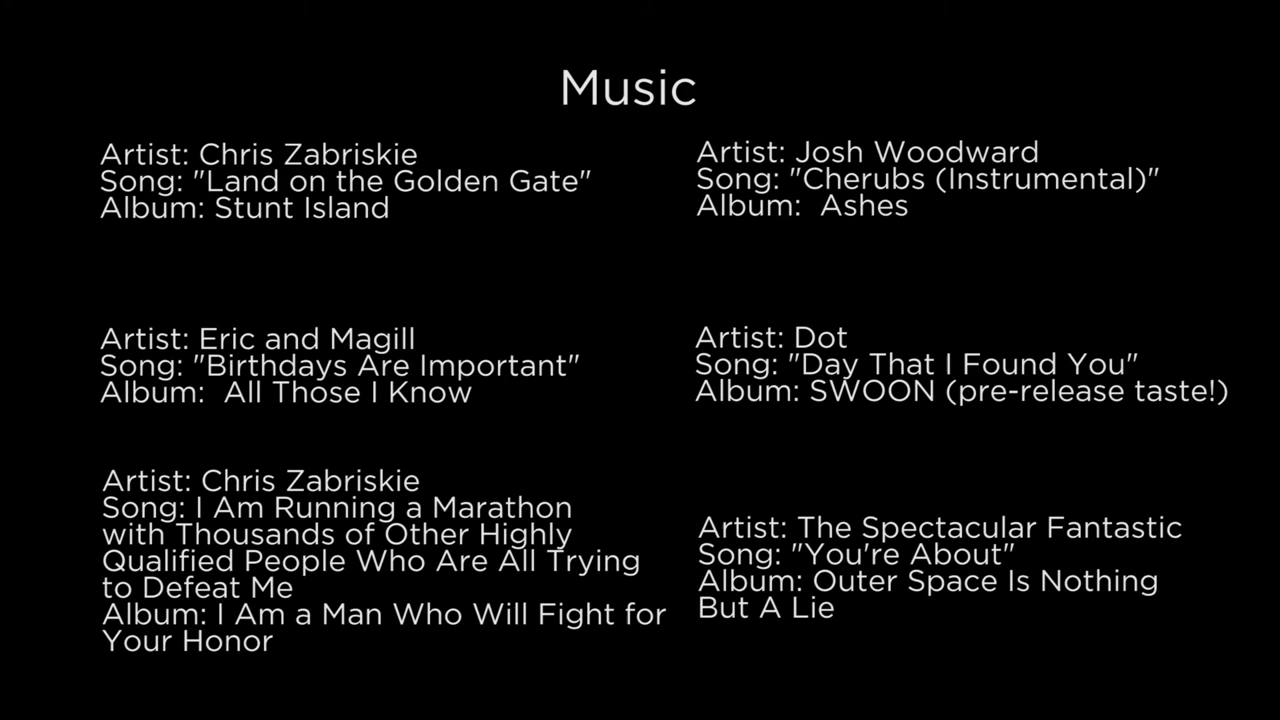 Music
Artist: Chris Zabriskie
Song: "Land on the Golden Gate"
Album: Stunt Island
Artist: Josh Woodward
Song: "Cherubs (Instrumental)"
Album:  Ashes
Artist: Eric and Magill
Song: "Birthdays Are Important"
Album:  All Those I Know
Artist: Dot
Song: "Day That I Found You"
Album: SWOON (pre-release taste!)
Artist: Chris Zabriskie
Song: I Am Running a Marathon
with Thousands of Other Highly
Qualified People Who Are All Trying
to Defeat Me
Album: I Am a Man Who Will Fight for
Your Honor
Artist: The Spectacular Fantastic
Song: "You're About"
Album: Outer Space Is Nothing
But A Lie